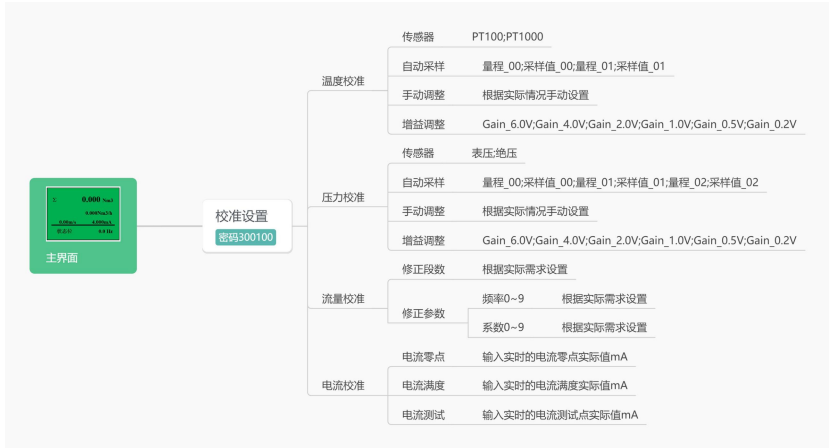 传感器 PT100;PT1000
自动采样 量程_00;采样值_00;量程_01;采样值_01
温度校准
手动调整 根据实际情况手动设置
增益调整 Gain_6.0V;Gain_4.0V;Gain_2.0V;Gain_1.0V;Gain_0.5V;Gain_0.2V
传感器 表压;绝压
自动采样 量程_00;采样值_00;量程_01;采样值_01;量程_02;采样值_02
压力校准
手动调整 根据实际情况手动设置
增益调整 Gain_6.0V;Gain_4.0V;Gain_2.0V;Gain_1.0V;Gain_0.5V;Gain_0.2V
0.000 Nm3
0.000Nm3/h
0.00m/s 4.000mA
0.0 Hz
主界面
校准设置
密码300100
修正段数 根据实际需求设置
流量校准
频率0~9 根据实际需求设置
修正参数
系数0~9 根据实际需求设置
电流零点 输入实时的电流零点实际值mA
电流校准
电流满度 输入实时的电流满度实际值mA
电流测试 输入实时的电流测试点实际值mA